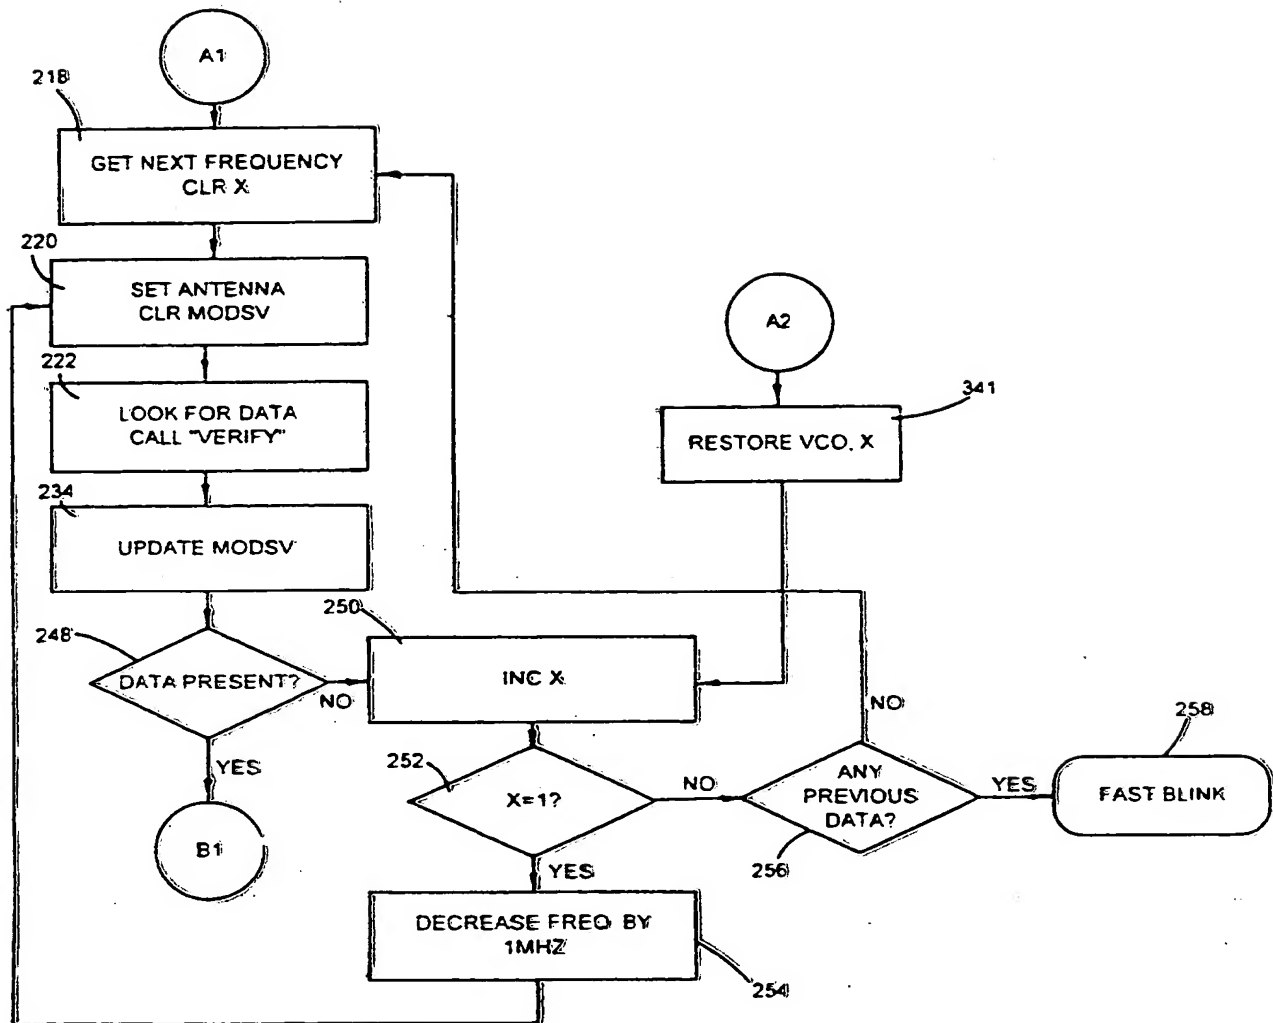 A1
218
GET NEXT FREQUENCY
CLR X
220
SET ANTENNA
CLR MODSV
A2
222
LOOK FOR DATA
CALL "VERIFY"
341
RESTORE VCO, X
234
UPDATE MODSV
250
248
DATA PRESENT?
NO
INC X
NO
258
YES
252
X=1?
NO
ANY
PREVIOUS
DATA?
YES
FAST BLINK
B1
256
YES
DECREASE FREQ BY
1MHZ
254